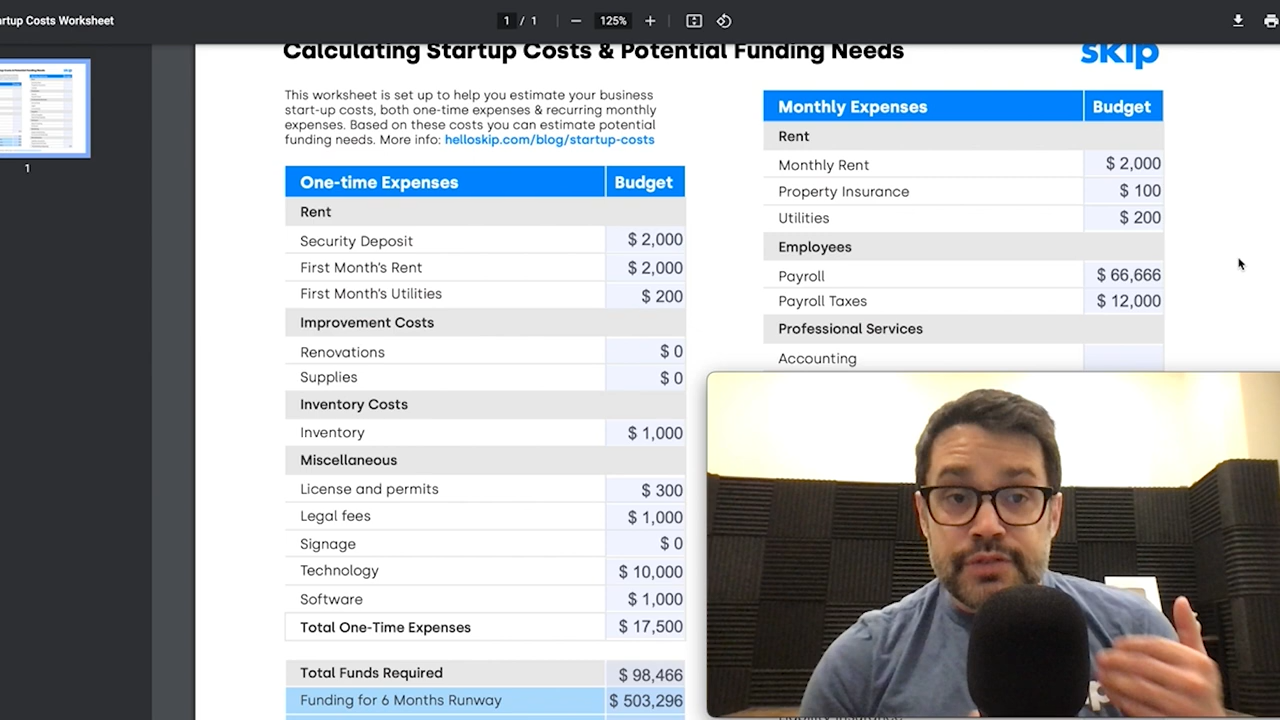 artup Costs Worksheet
1 / 1
125%
1
Calculating Startup Costs & Potential Funding Needs
skip
This worksheet is set up to help you estimate your business
start-up costs, both one-time expenses & recurring monthly
expenses. Based on these costs you can estimate potential
funding needs. More info: helloskip.com/blog/startup-costs
One-time Expenses Budget
Rent
Security Deposit $ 2,000
First Month's Rent $ 2,000
First Month's Utilities $ 200
Improvement Costs
Renovations $ 0
Supplies $ 0
Inventory Costs
Inventory $ 1,000
Miscellaneous
License and permits $ 300
Legal fees $ 1,000
Signage $ 0
Technology $ 10,000
Software $ 1,000
Total One-Time Expenses $ 17,500
Total Funds Required $ 98,466
Funding for 6 Months Runway $ 503,296
Monthly Expenses Budget
Rent
Monthly Rent $ 2,000
Property Insurance $ 100
Utilities $ 200
Employees
Payroll $ 66,666
Payroll Taxes $ 12,000
Professional Services
Accounting